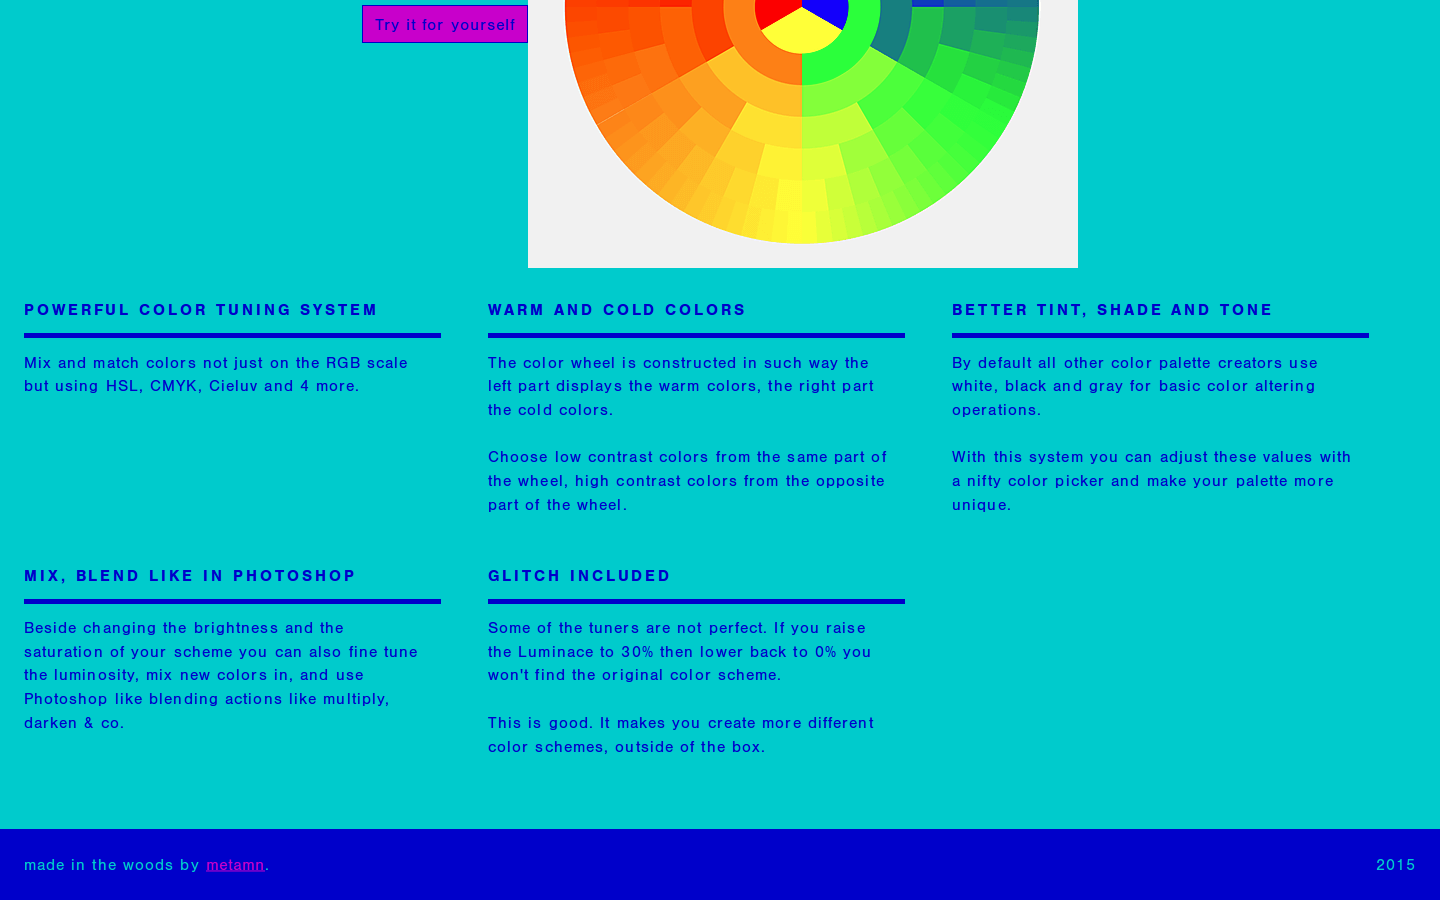 Try it for yourself
POWERFUL COLOR TUNING SYSTEM
Mix and match colors not just on the RGB scale
but using HSL, CMYK, Cieluv and 4 more.
WARM AND COLD COLORS
The color wheel is constructed in such way the
left part displays the warm colors, the right part
the cold colors.
Choose low contrast colors from the same part of
the wheel, high contrast colors from the opposite
part of the wheel.
BETTER TINT, SHADE AND TONE
By default all other color palette creators use
white, black and gray for basic color altering
operations.
With this system you can adjust these values with
a nifty color picker and make your palette more
unique.
MIX, BLEND LIKE IN PHOTOSHOP
Beside changing the brightness and the
saturation of your scheme you can also fine tune
the luminosity, mix new colors in, and use
Photoshop like blending actions like multiply,
darken & co.
GLITCH INCLUDED
Some of the tuners are not perfect. If you raise
the Luminace to 30% then lower back to 0% you
won't find the original color scheme.
This is good. It makes you create more different
color schemes, outside of the box.
made in the woods by metamn.
2015